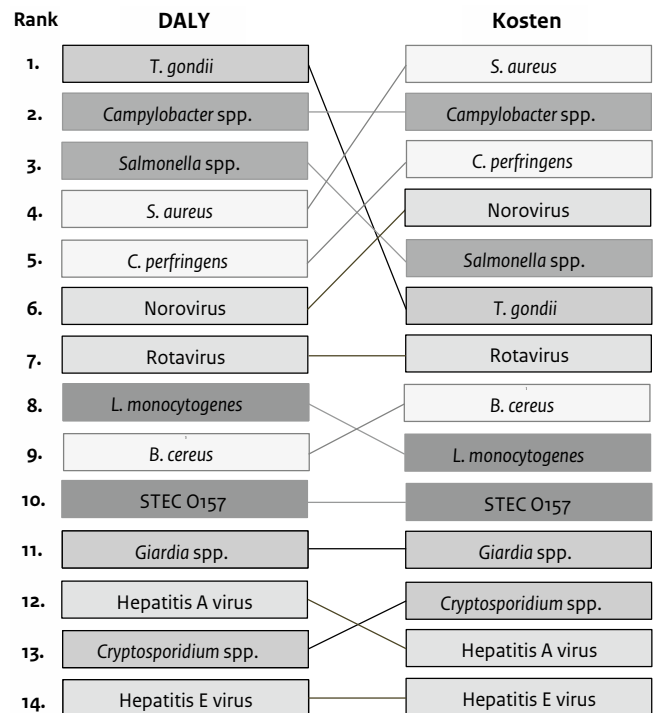 Rank DALY Kosten
1. T. gondii S. aureus
2. Campylobacter spp. Campylobacter spp.
3. Salmonella spp. C. perfringens
4. S. aureus Norovirus
5. C. perfringens Salmonella spp.
6. Norovirus T. gondii
7. Rotavirus Rotavirus
8. L. monocytogenes B. cereus
9. B. cereus L. monocytogenes
10. STEC O157 STEC O157
11. Giardia spp. Giardia spp.
12. Hepatitis A virus Cryptosporidium spp.
13. Cryptosporidium spp. Hepatitis A virus
14. Hepatitis E virus Hepatitis E virus